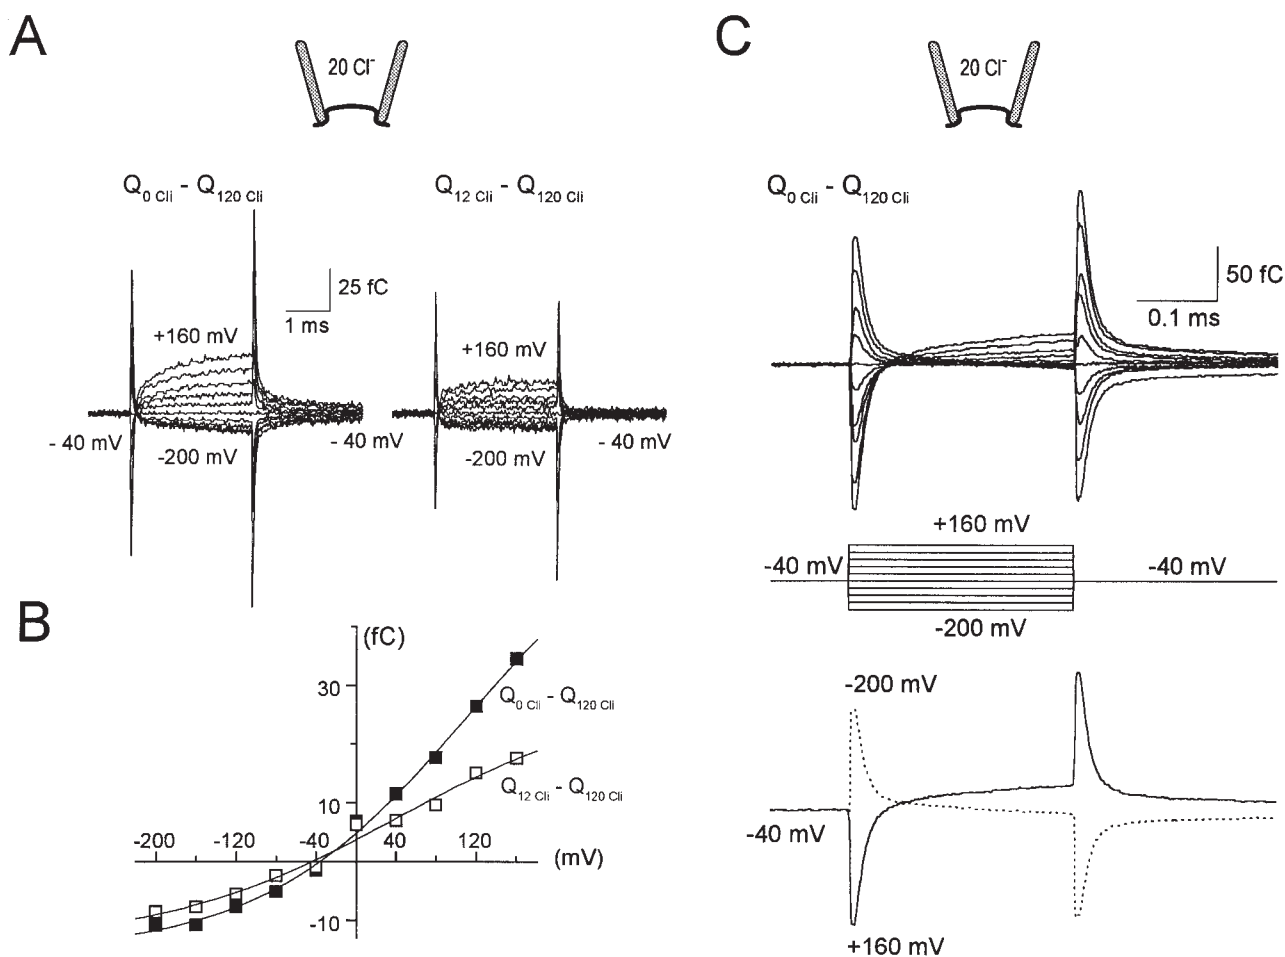 A
20 Cl⁻
Q0 Cli - Q120 Cli
Q12 Cli - Q120 Cli
25 fC
1 ms
+160 mV
+160 mV
- 40 mV
- 40 mV
- 40 mV
-200 mV
-200 mV
B
(fC)
30
10
-10
-200
-120
-40
40
120
(mV)
Q0 Cli - Q120 Cli
Q12 Cli - Q120 Cli
C
20 Cl⁻
Q0 Cli - Q120 Cli
50 fC
0.1 ms
+160 mV
-40 mV
-40 mV
-200 mV
-200 mV
-40 mV
+160 mV